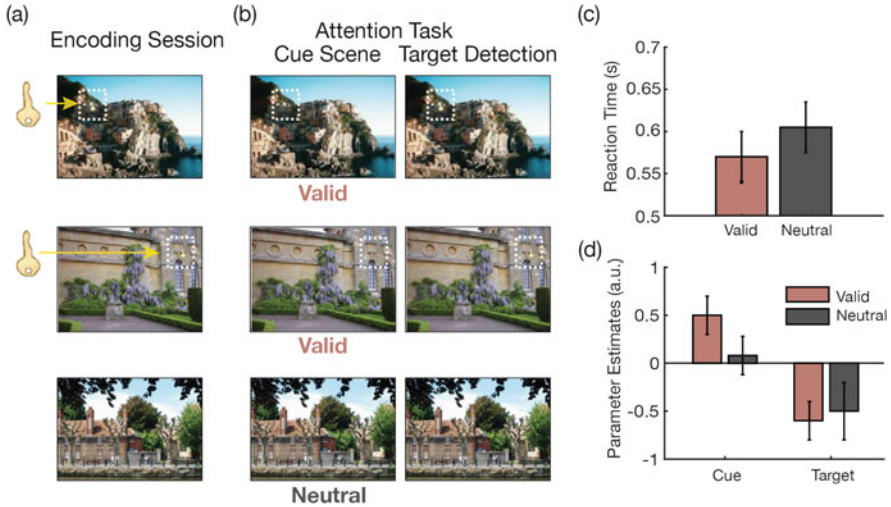 (a)
Encoding Session
(b)
Attention Task
Cue Scene
Target Detection
Valid
Valid
Neutral
(c)
Reaction Time (s)
0.7
0.65
0.6
0.55
0.5
Valid
Neutral
(d)
Parameter Estimates (a.u.)
1
0.5
0
-0.5
-1
Valid
Neutral
Cue
Target